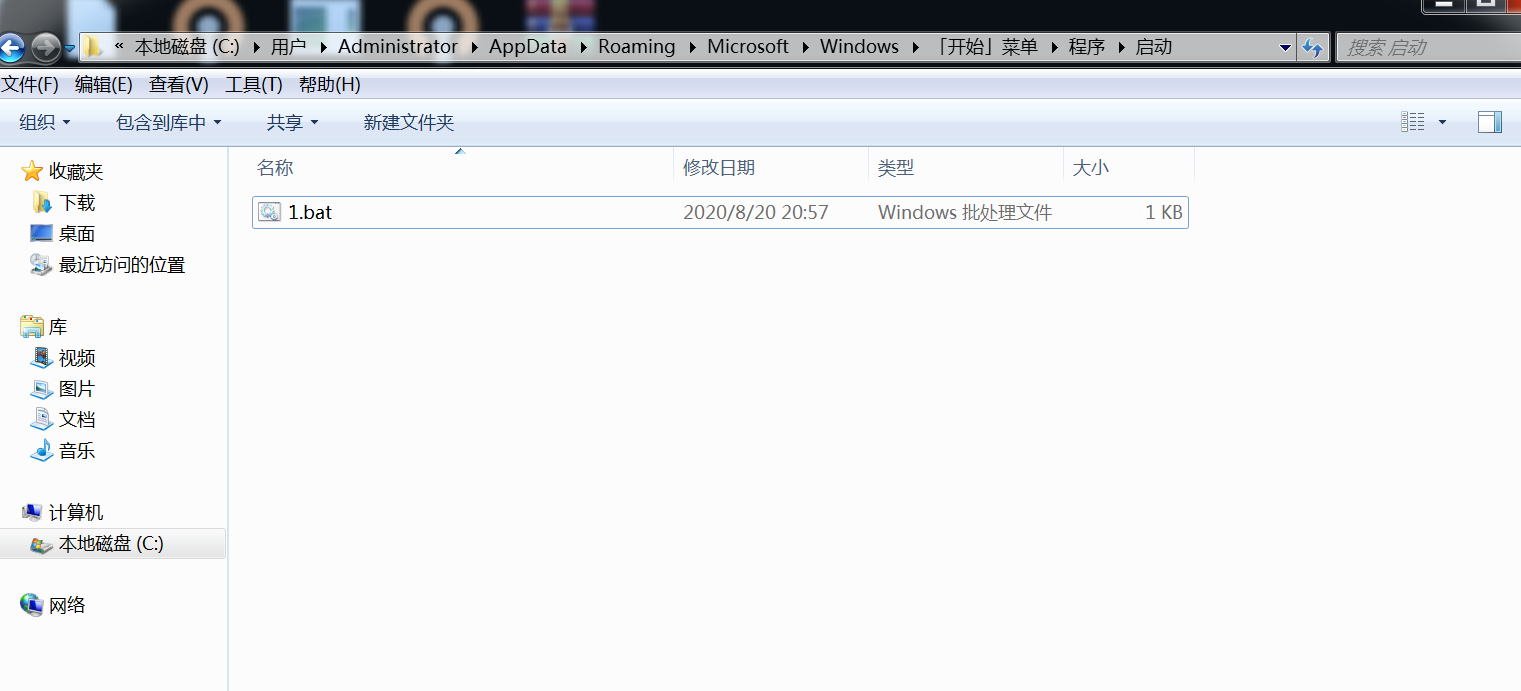 « 本地磁盘 (C:) 用户 Administrator AppData Roaming Microsoft Windows 「开始」菜单 程序 启动 搜索 启动
文件(F) 编辑(E) 查看(V) 工具(T) 帮助(H)
组织 包含到库中 共享 新建文件夹
名称 修改日期 类型 大小
1.bat 2020/8/20 20:57 Windows 批处理文件 1 KB
收藏夹
下载
桌面
最近访问的位置
库
视频
图片
文档
音乐
计算机
本地磁盘 (C:)
网络